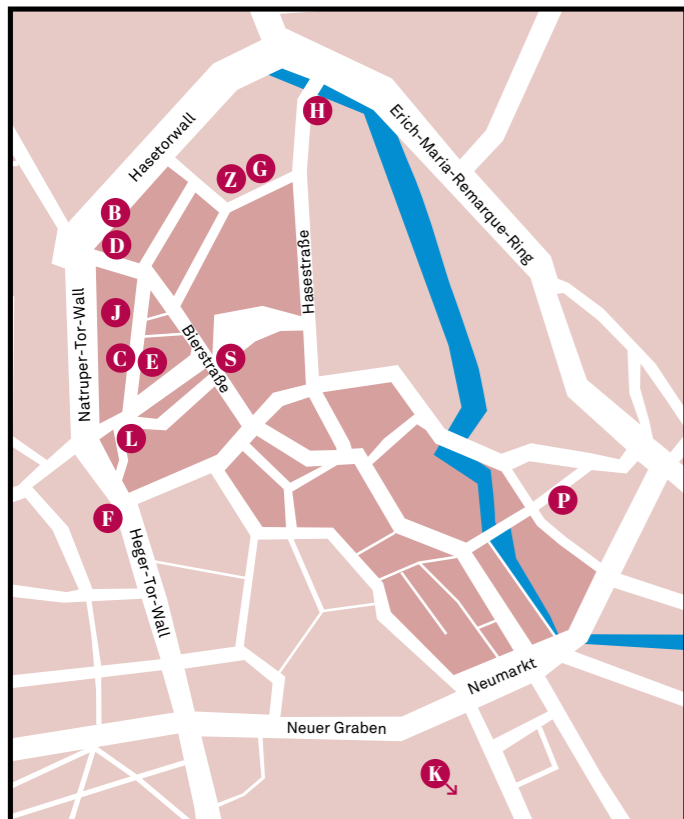 H
Erich-Maria-Remarque-Ring
Hasetorwall
Z
G
B
D
Hasestraße
Natruper-Tor-Wall
J
Bierstraße
C
E
S
L
P
F
Heger-Tor-Wall
Neumarkt
Neuer Graben
K